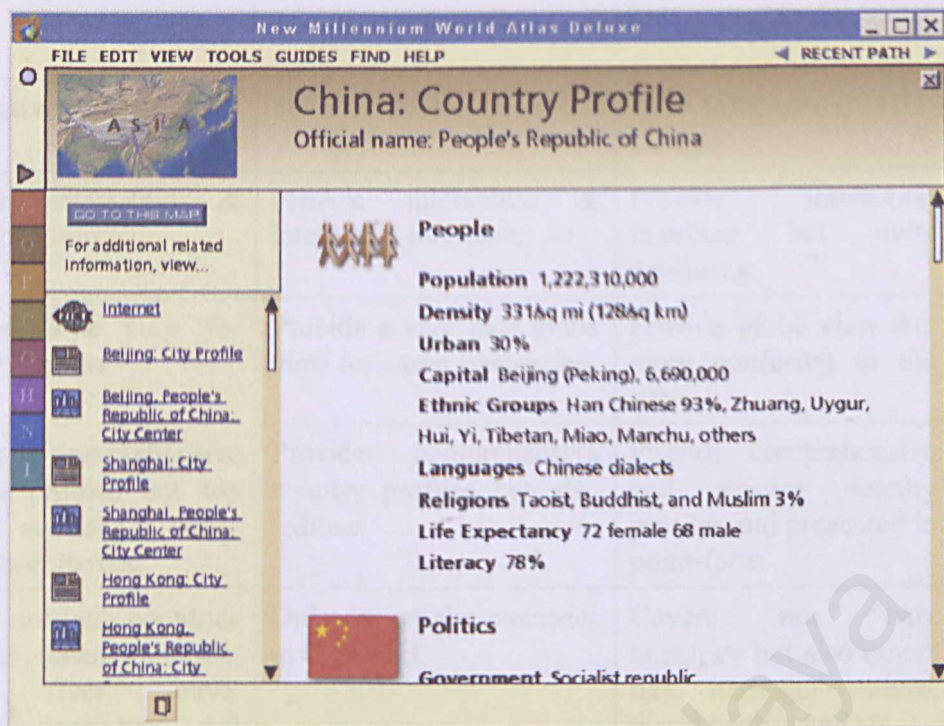 New Millennium World Atlas Deluxe
FILE EDIT VIEW TOOLS GUIDES FIND HELP
RECENT PATH
ASIA
China: Country Profile
Official name: People's Republic of China
GO TO THIS MAP
For additional related
information, view...
Internet
Beijing: City Profile
Beijing, People's
Republic of China:
City Center
Shanghai: City
Profile
Shanghai, People's
Republic of China:
City Center
Hong Kong: City
Profile
Hong Kong,
People's Republic
of China: City
People
Population 1,222,310,000
Density 331/sq mi (128/sq km)
Urban 30%
Capital Beijing (Peking), 6,690,000
Ethnic Groups Han Chinese 93%, Zhuang, Uygur,
Hui, Yi, Tibetan, Miao, Manchu, others
Languages Chinese dialects
Religions Taoist, Buddhist, and Muslim 3%
Life Expectancy 72 female 68 male
Literacy 78%
Politics
Government Socialist republic